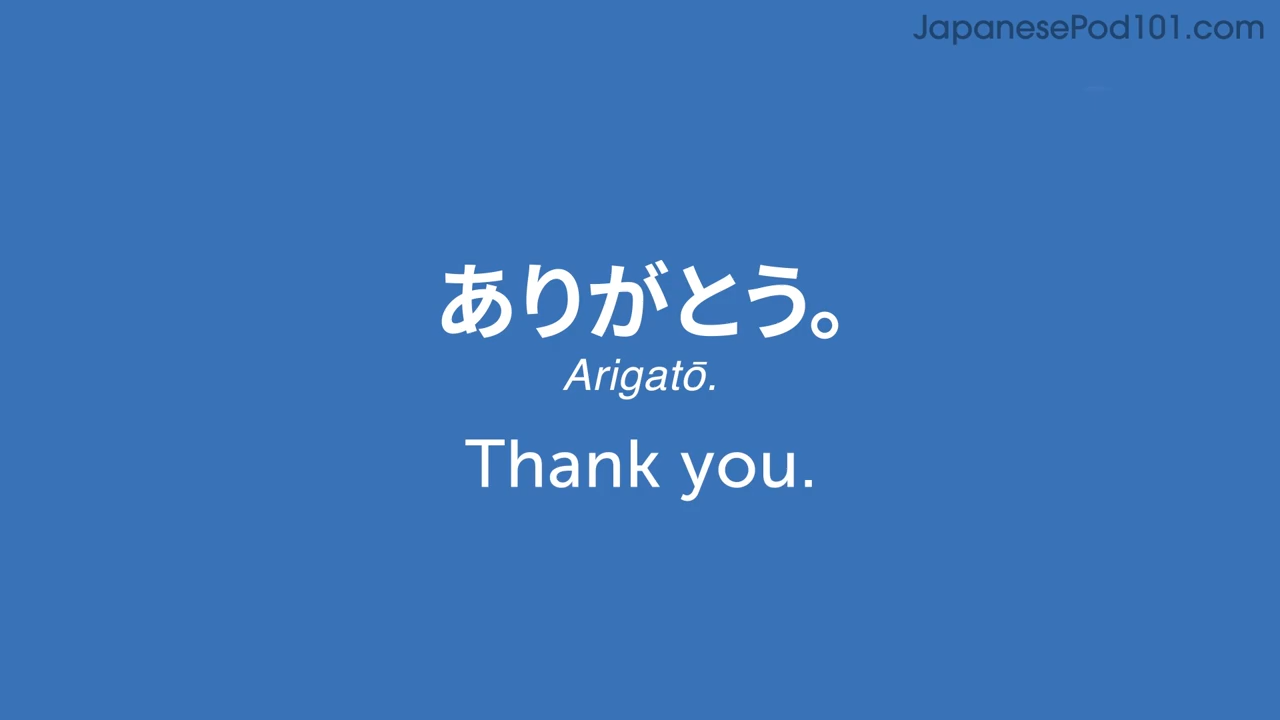 JapanesePod101.com
ありがとう。
Arigatō.
Thank you.